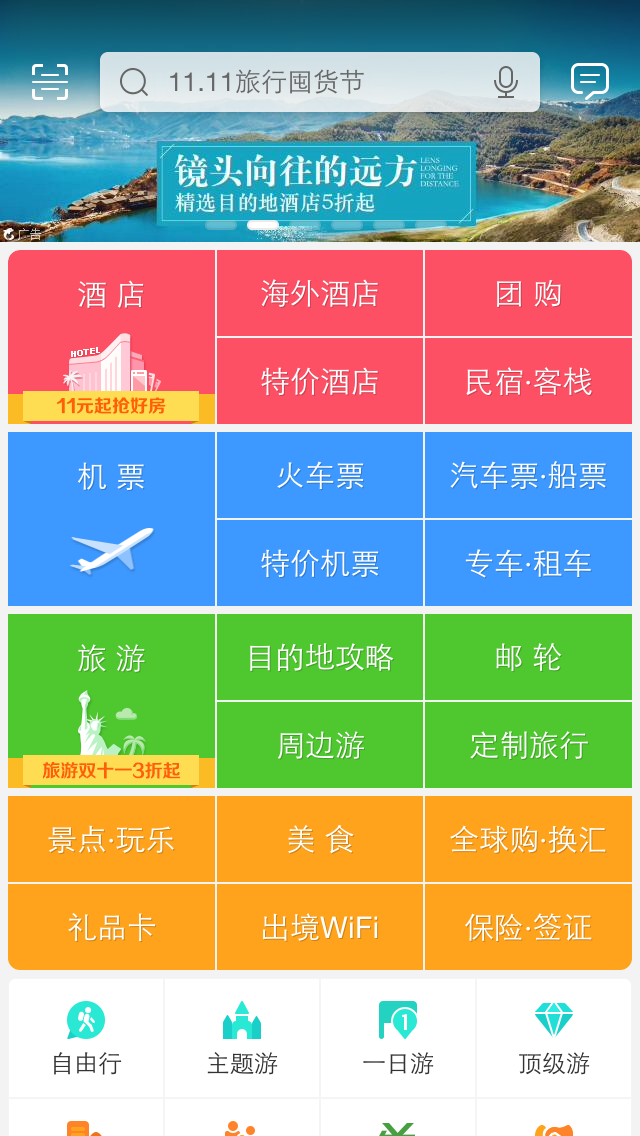 11.11旅行囤货节
镜头向往的远方
LENS
LONGING
FOR THE
DISTANCE
精选目的地酒店5折起
广告
酒店
海外酒店
团购
HOTEL
特价酒店
民宿·客栈
11元起抢好房
机票
火车票
汽车票·船票
特价机票
专车·租车
旅游
目的地攻略
邮轮
周边游
定制旅行
旅游双十一3折起
景点·玩乐
美食
全球购·换汇
礼品卡
出境WiFi
保险·签证
1
自由行
主题游
一日游
顶级游